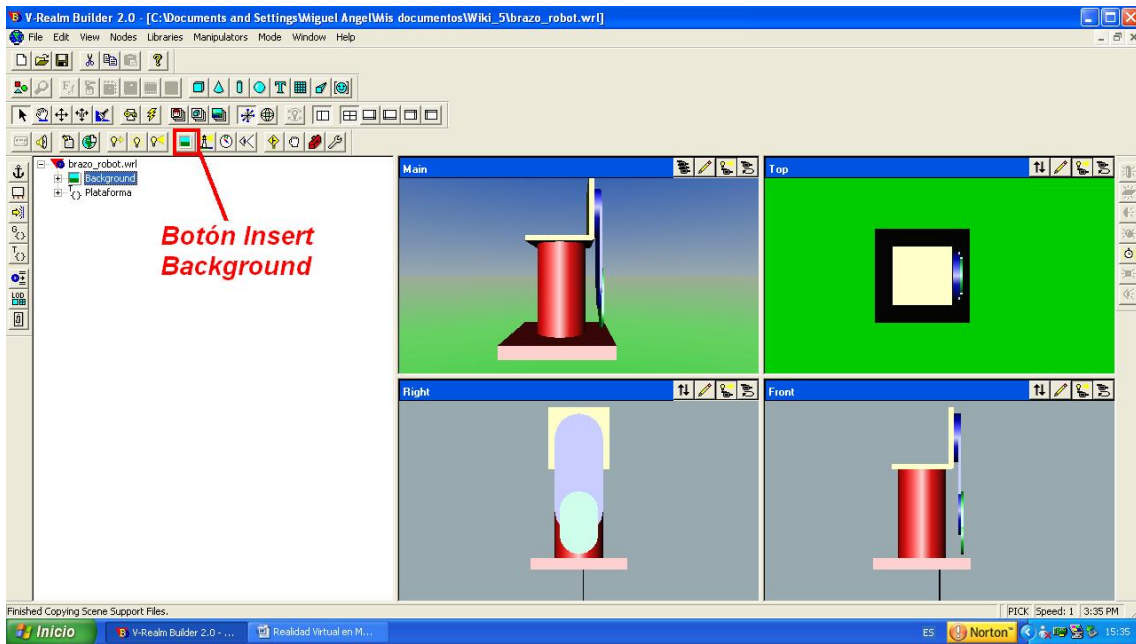 V-Realm Builder 2.0 - [C:\Documents and Settings\Miguel Angel\Mis documentos\Wiki_5\brazo_robot.wrl]
File Edit View Nodes Libraries Manipulators Mode Window Help
brazo_robot.wrl
Background
Plataforma
Botón Insert
Background
Main
Top
Right
Front
Finished Copying Scene Support Files.
PICK Speed: 1 3:35 PM
Inicio
V-Realm Builder 2.0 - ...
Realidad Virtual en M...
ES
Norton™
15:35